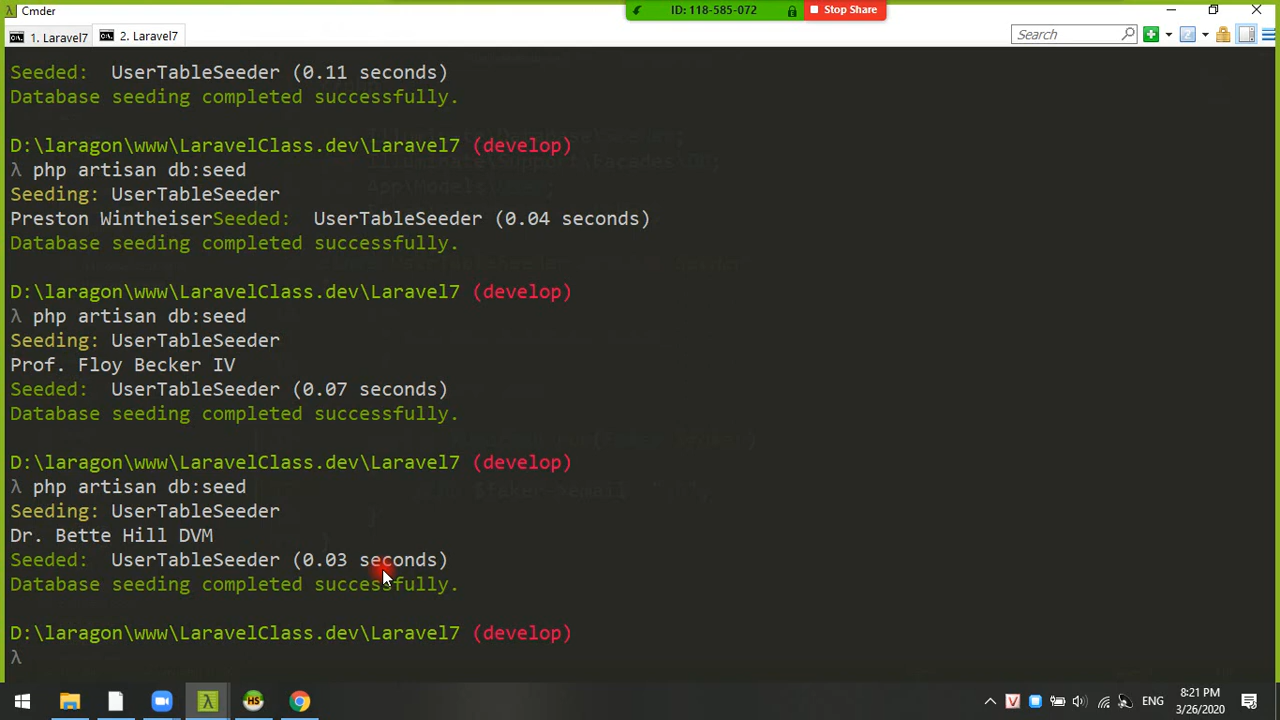 Cmder
ID: 118-585-072
Stop Share
1. Laravel7
2. Laravel7
Search
Seeded: UserTableSeeder (0.11 seconds)
Database seeding completed successfully.
D:\laragon\www\LaravelClass.dev\Laravel7 (develop)
λ php artisan db:seed
Seeding: UserTableSeeder
Preston WintheiserSeeded: UserTableSeeder (0.04 seconds)
Database seeding completed successfully.
D:\laragon\www\LaravelClass.dev\Laravel7 (develop)
λ php artisan db:seed
Seeding: UserTableSeeder
Prof. Floy Becker IV
Seeded: UserTableSeeder (0.07 seconds)
Database seeding completed successfully.
D:\laragon\www\LaravelClass.dev\Laravel7 (develop)
λ php artisan db:seed
Seeding: UserTableSeeder
Dr. Bette Hill DVM
Seeded: UserTableSeeder (0.03 seconds)
Database seeding completed successfully.
D:\laragon\www\LaravelClass.dev\Laravel7 (develop)
λ
ENG
8:21 PM
3/26/2020